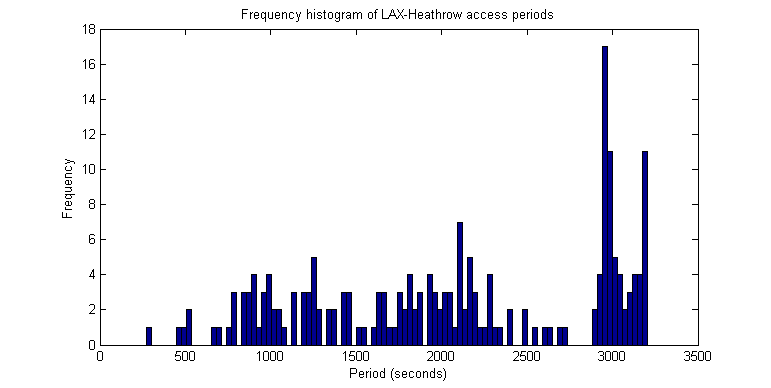 Frequency histogram of LAX-Heathrow access periods
18
16
14
12
10
8
6
4
2
0
Frequency
0 500 1000 1500 2000 2500 3000 3500
Period (seconds)